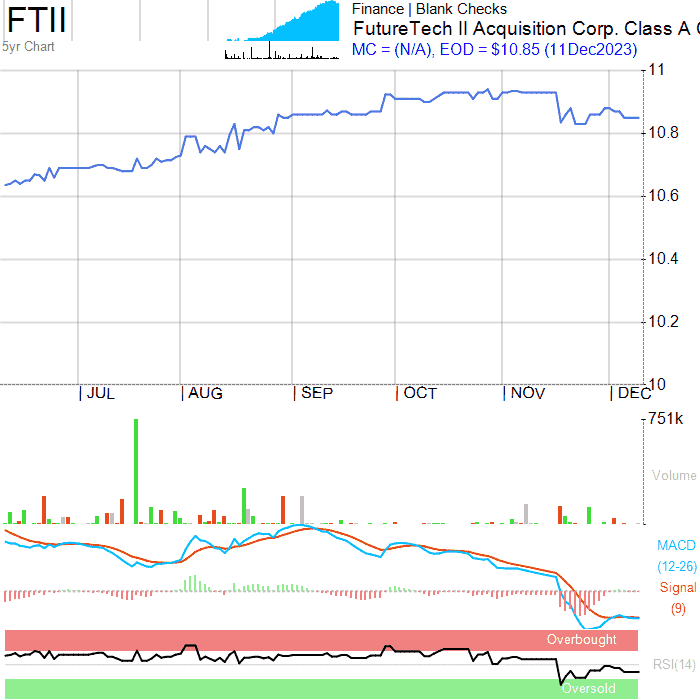 FTII
5yr Chart
Finance | Blank Checks
FutureTech II Acquisition Corp. Class A
MC = (N/A), EOD = $10.85 (11Dec2023)
11
10.8
10.6
10.4
10.2
10
JUL
AUG
SEP
OCT
NOV
DEC
751k
Volume
MACD
(12-26)
Signal
(9)
Overbought
RSI(14)
Oversold